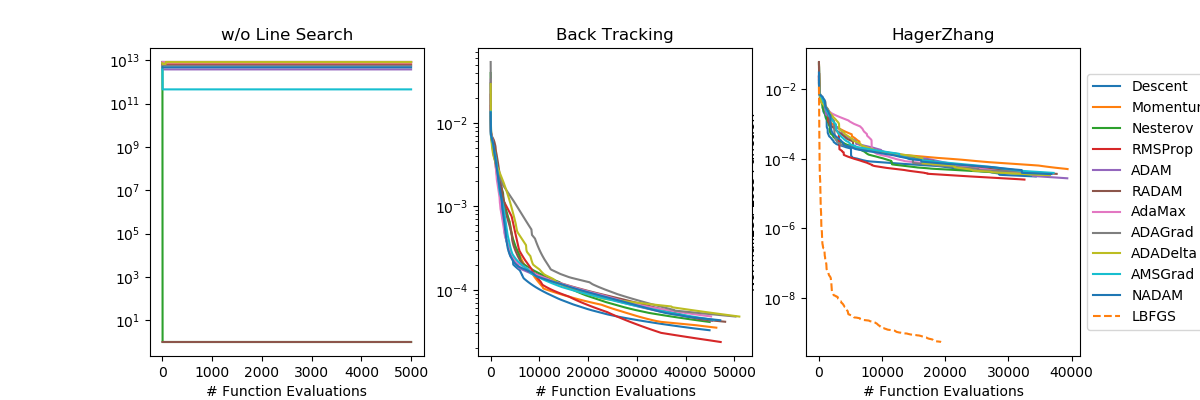 w/o Line Search
10^13
10^11
10^9
10^7
10^5
10^3
10^1
0 1000 2000 3000 4000 5000
# Function Evaluations
Back Tracking
10^-2
10^-3
10^-4
0 10000 20000 30000 40000 50000
# Function Evaluations
HagerZhang
10^-2
10^-4
10^-6
10^-8
0 10000 20000 30000 40000
# Function Evaluations
Descent
Momentum
Nesterov
RMSProp
ADAM
RADAM
AdaMax
ADAGrad
ADADelta
AMSGrad
NADAM
LBFGS